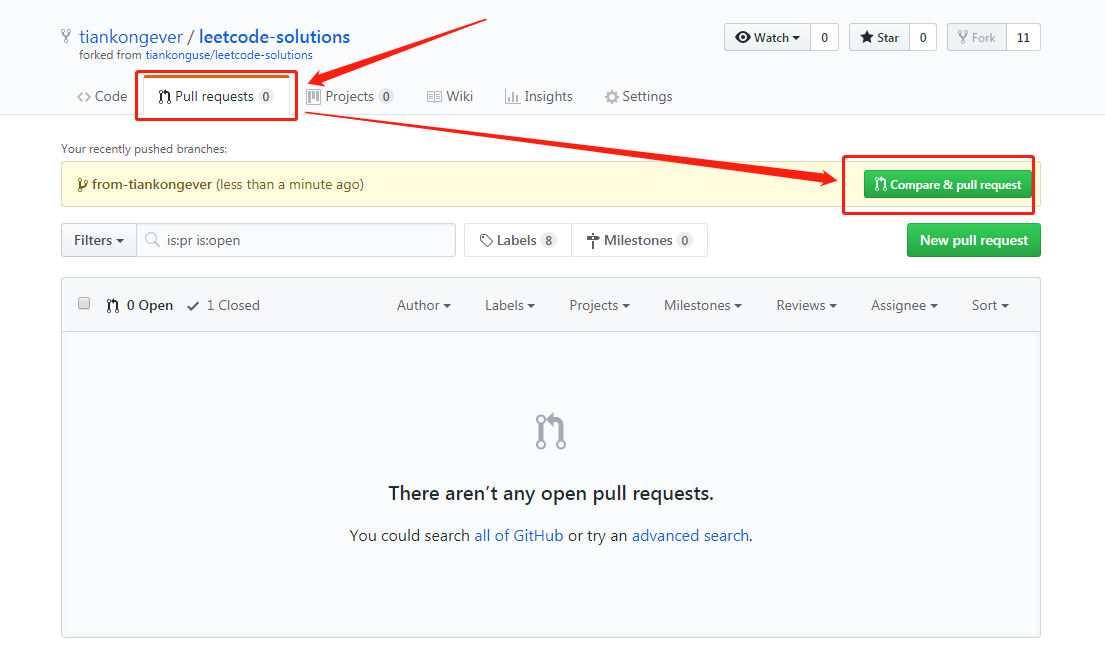 tiankongever / leetcode-solutions Watch 0 Star 0 Fork 11
forked from tiankonguse/leetcode-solutions
Code Pull requests 0 Projects 0 Wiki Insights Settings
Your recently pushed branches:
from-tiankongever (less than a minute ago) Compare & pull request
Filters is:pr is:open Labels 8 Milestones 0 New pull request
0 Open 1 Closed Author Labels Projects Milestones Reviews Assignee Sort
There aren’t any open pull requests.
You could search all of GitHub or try an advanced search.